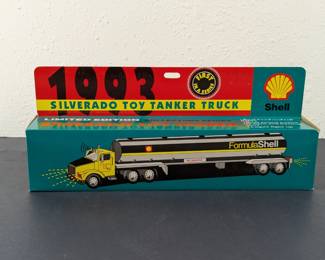 1993
FIRST
IN A SERIES
SILVERADO TOY TANKER TRUCK
Shell
LIMITED EDITION
FormulaShell